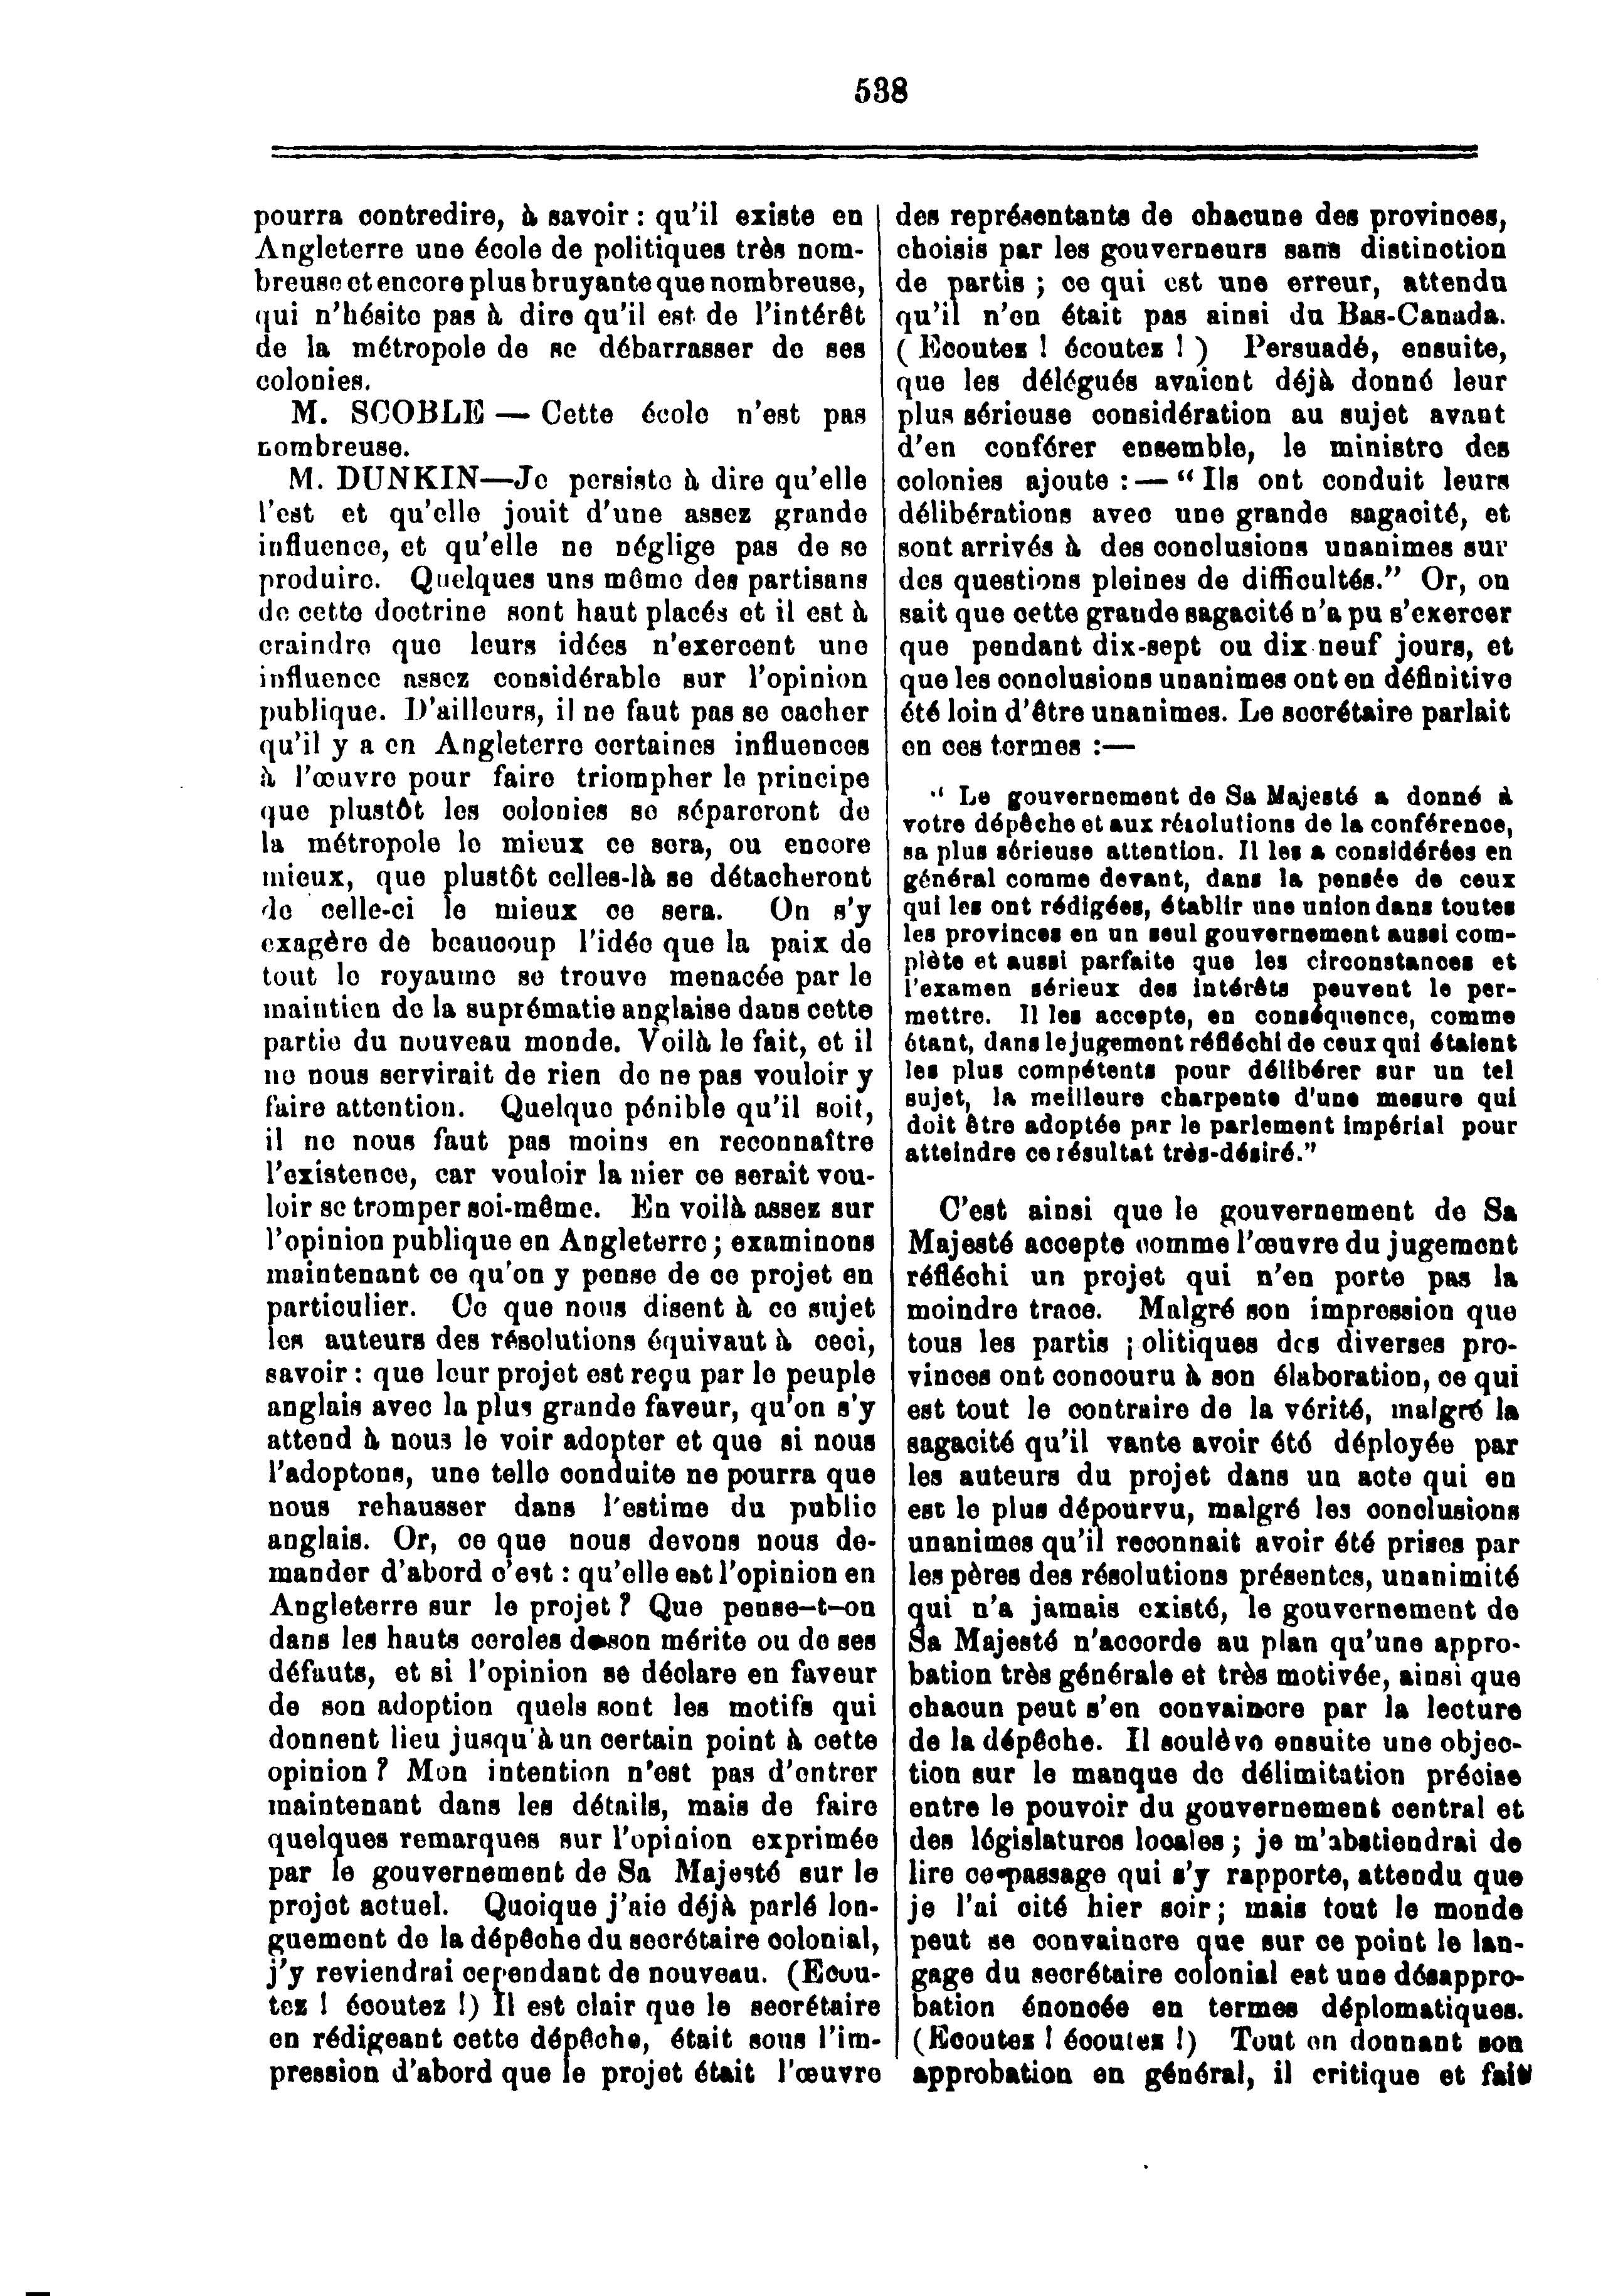 538
pourra contredire, à savoir : qu'il existe en
Angleterre une école de politiques très nom-
breuse et encore plus bruyante que nombreuse,
qui n'hésite pas à dire qu'il est de l'intérêt
de la métropole de se débarrasser de ses
colonies.
M. SCOBLE — Cette école n'est pas
nombreuse.
M. DUNKIN—Je persiste à dire qu'elle
l'est et qu'elle jouit d'une assez grande
influence, et qu'elle ne néglige pas de se
produire. Quelques uns même des partisans
de cette doctrine sont haut placés et il est à
craindre que leurs idées n'exercent une
influence assez considérable sur l'opinion
publique. D'ailleurs, il ne faut pas se cacher
qu'il y a en Angleterre certaines influences
à l'œuvre pour faire triompher le principe
que plustôt les colonies se sépareront de
la métropole le mieux ce sera, ou encore
mieux, que plustôt celles-là se détacheront
de celle-ci le mieux ce sera. On s'y
exagère de beaucoup l'idée que la paix de
tout le royaume se trouve menacée par le
maintien de la suprématie anglaise dans cette
partie du nouveau monde. Voilà le fait, et il
ne nous servirait de rien de ne pas vouloir y
faire attention. Quelque pénible qu'il soit,
il ne nous faut pas moins en reconnaître
l'existence, car vouloir la nier ce serait vou-
loir se tromper soi-même. En voilà assez sur
l'opinion publique en Angleterre ; examinons
maintenant ce qu'on y pense de ce projet en
particulier. Ce que nous disent à ce sujet
les auteurs des résolutions équivaut à ceci,
savoir : que leur projet est reçu par le peuple
anglais avec la plus grande faveur, qu'on s'y
attend à nous le voir adopter et que si nous
l'adoptons, une telle conduite ne pourra que
nous rehausser dans l'estime du public
anglais. Or, ce que nous devons nous de-
mander d'abord c'est : qu'elle est l'opinion en
Angleterre sur le projet ? Que pense-t-on
dans les hauts cercles de son mérite ou de ses
défauts, et si l'opinion se déclare en faveur
de son adoption quels sont les motifs qui
donnent lieu jusqu'à un certain point à cette
opinion ? Mon intention n'est pas d'entrer
maintenant dans les détails, mais de faire
quelques remarques sur l'opinion exprimée
par le gouvernement de Sa Majesté sur le
projet actuel. Quoique j'aie déjà parlé lon-
guement de la dépêche du secrétaire colonial,
j'y reviendrai cependant de nouveau. (Ecou-
tez ! écoutez !) Il est clair que le secrétaire
en rédigeant cette dépêche, était sous l'im-
pression d'abord que le projet était l'œuvre
des représentants de chacune des provinces,
choisis par les gouverneurs sans distinction
de partis ; ce qui est une erreur, attendu
qu'il n'en était pas ainsi du Bas-Canada.
( Ecoutez ! écoutez ! ) Persuadé, ensuite,
que les délégués avaient déjà donné leur
plus sérieuse considération au sujet avant
d'en conférer ensemble, le ministre des
colonies ajoute : — “ Ils ont conduit leurs
délibérations avec une grande sagacité, et
sont arrivés à des conclusions unanimes sur
des questions pleines de difficultés.” Or, on
sait que cette grande sagacité n'a pu s'exercer
que pendant dix-sept ou dix neuf jours, et
que les conclusions unanimes ont en définitive
été loin d'être unanimes. Le secrétaire parlait
en ces termes :—
“ Le gouvernement de Sa Majesté a donné à
votre dépêche et aux résolutions de la conférence,
sa plus sérieuse attention. Il les a considérées en
général comme devant, dans la pensée de ceux
qui les ont rédigées, établir une union dans toutes
les provinces en un seul gouvernement aussi com-
plète et aussi parfaite que les circonstances et
l'examen sérieux des intérêts peuvent le per-
mettre. Il les accepte, en conséquence, comme
étant, dans le jugement réfléchi de ceux qui étaient
les plus compétents pour délibérer sur un tel
sujet, la meilleure charpente d'une mesure qui
doit être adoptée par le parlement impérial pour
atteindre ce résultat très-désiré.”
C'est ainsi que le gouvernement de Sa
Majesté accepte comme l'œuvre du jugement
réfléchi un projet qui n'en porte pas la
moindre trace. Malgré son impression que
tous les partis politiques des diverses pro-
vinces ont concouru à son élaboration, ce qui
est tout le contraire de la vérité, malgré la
sagacité qu'il vante avoir été déployée par
les auteurs du projet dans un acte qui en
est le plus dépourvu, malgré les conclusions
unanimes qu'il reconnait avoir été prises par
les pères des résolutions présentes, unanimité
qui n'a jamais existé, le gouvernement de
Sa Majesté n'accorde au plan qu'une appro-
bation très générale et très motivée, ainsi que
chacun peut s'en convaincre par la lecture
de la dépêche. Il soulève ensuite une objec-
tion sur le manque de délimitation précise
entre le pouvoir du gouvernement central et
des législatures locales ; je m'abstiendrai de
lire ce passage qui s'y rapporte, attendu que
je l'ai cité hier soir ; mais tout le monde
peut se convaincre que sur ce point le lan-
gage du secrétaire colonial est une désappro-
bation énoncée en termes déplomatiques.
(Ecoutez ! écoutez !) Tout en donnant son
approbation en général, il critique et fait